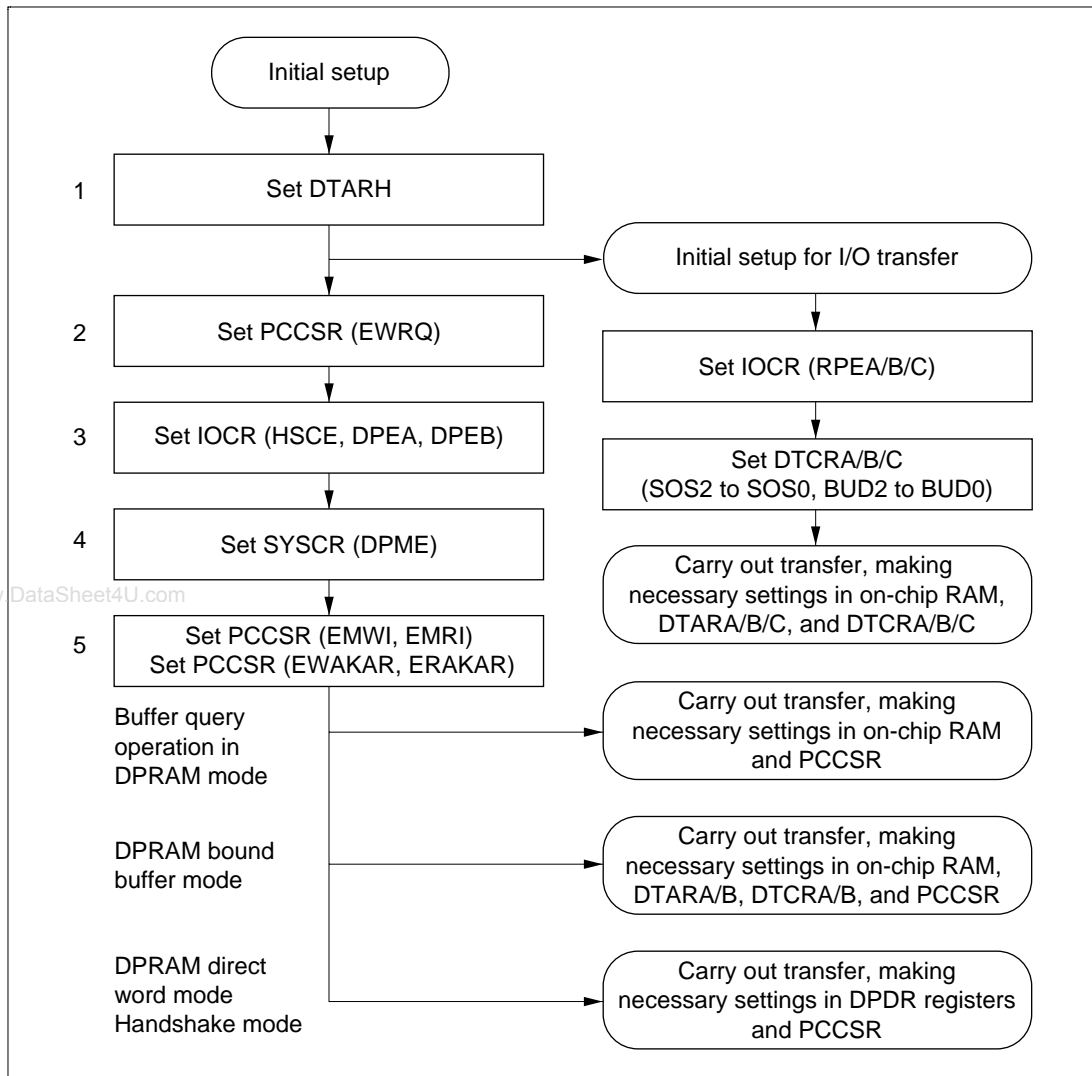 Initial setup
1
Set DTARH
Initial setup for I/O transfer
2
Set PCCSR (EWRQ)
Set IOCR (RPEA/B/C)
3
Set IOCR (HSCE, DPEA, DPEB)
Set DTCRA/B/C
(SOS2 to SOS0, BUD2 to BUD0)
4
Set SYSCR (DPME)
Carry out transfer, making
necessary settings in on-chip RAM,
DTARA/B/C, and DTCRA/B/C
w.DataSheet4U.com
5
Set PCCSR (EMWI, EMRI)
Set PCCSR (EWAKAR, ERAKAR)
Buffer query
operation in
DPRAM mode
Carry out transfer, making
necessary settings in on-chip RAM
and PCCSR
DPRAM bound
buffer mode
Carry out transfer, making
necessary settings in on-chip RAM,
DTARA/B, DTCRA/B, and PCCSR
DPRAM direct
word mode
Handshake mode
Carry out transfer, making
necessary settings in DPDR registers
and PCCSR